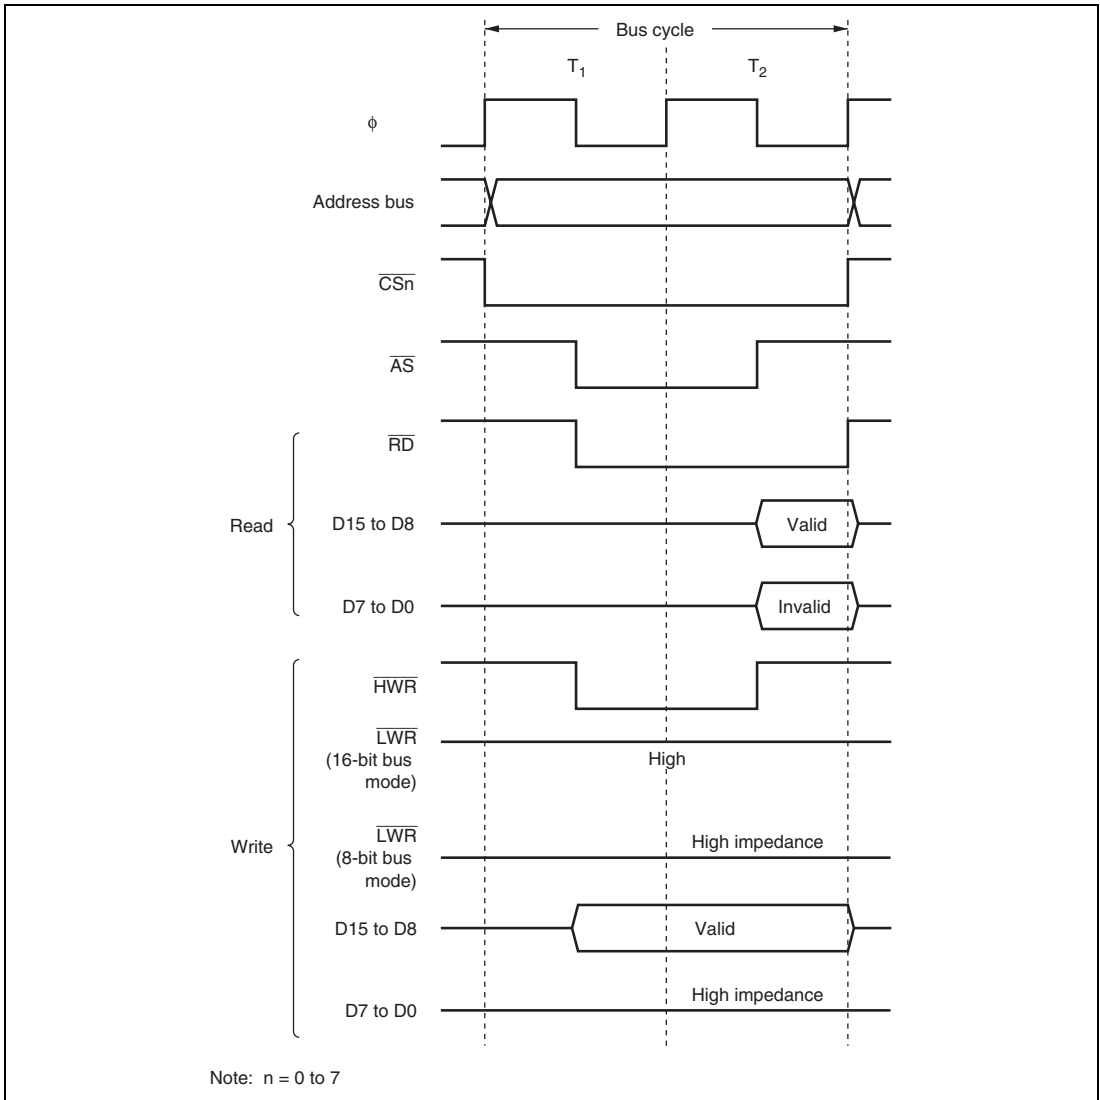 Bus cycle
T1 T2
ϕ
Address bus
CSn
AS
RD
Read
D15 to D8 Valid
D7 to D0 Invalid
HWR
LWR
(16-bit bus
mode)
High
Write
LWR
(8-bit bus
mode)
High impedance
D15 to D8 Valid
D7 to D0 High impedance
Note: n = 0 to 7